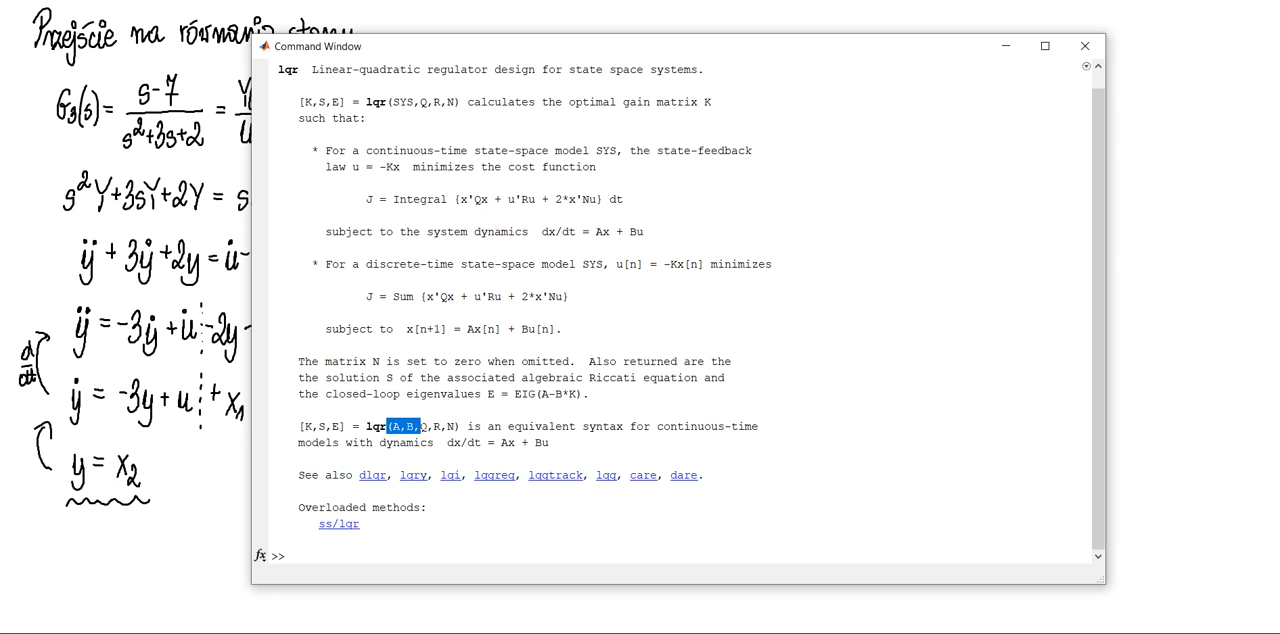 Przejście na równania stanu
G₃(s) = (s-7)/(s²+3s+2) =
s²Y+3sY+2Y = s
ÿ + 3ẏ + 2y = u̇ -
ÿ = -3ẏ + u̇ -2y -
d/dt
ẏ = -3y + u + x₁
y = x₂
Command Window
lqr Linear-quadratic regulator design for state space systems.
[K,S,E] = lqr(SYS,Q,R,N) calculates the optimal gain matrix K
such that:
* For a continuous-time state-space model SYS, the state-feedback
law u = -Kx minimizes the cost function
J = Integral {x'Qx + u'Ru + 2*x'Nu} dt
subject to the system dynamics dx/dt = Ax + Bu
* For a discrete-time state-space model SYS, u[n] = -Kx[n] minimizes
J = Sum {x'Qx + u'Ru + 2*x'Nu}
subject to x[n+1] = Ax[n] + Bu[n].
The matrix N is set to zero when omitted. Also returned are the
the solution S of the associated algebraic Riccati equation and
the closed-loop eigenvalues E = EIG(A-B*K).
[K,S,E] = lqr(A,B,Q,R,N) is an equivalent syntax for continuous-time
models with dynamics dx/dt = Ax + Bu
See also dlqr, lqry, lqi, lqgreg, lqgtrack, lqg, care, dare.
Overloaded methods:
ss/lqr
fx >>